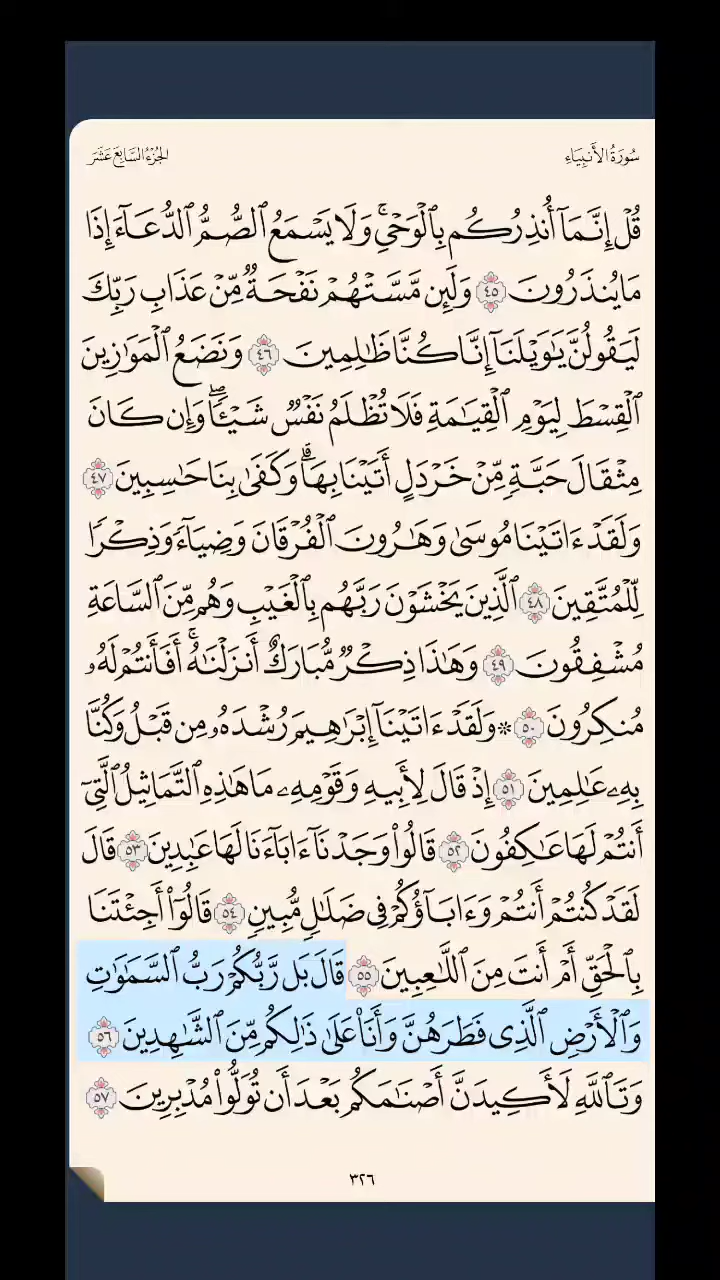 سُورَةُ الأَنبِيَاءِ
الجُزْءُ السَّابِعَ عَشَرَ
قُلْ إِنَّمَآ أُنذِرُكُم بِٱلْوَحْىِۚ وَلَا يَسْمَعُ ٱلصُّمُّ ٱلدُّعَآءَ إِذَا
مَا يُنذَرُونَ ٤٥ وَلَئِن مَّسَّتْهُمْ نَفْحَةٌ مِّنْ عَذَابِ رَبِّكَ
لَيَقُولُنَّ يَٰوَيْلَنَآ إِنَّا كُنَّا ظَٰلِمِينَ ٤٦ وَنَضَعُ ٱلْمَوَٰزِينَ
ٱلْقِسْطَ لِيَوْمِ ٱلْقِيَٰمَةِ فَلَا تُظْلَمُ نَفْسٌ شَيْـًٔاۖ وَإِن كَانَ
مِثْقَالَ حَبَّةٍ مِّنْ خَرْدَلٍ أَتَيْنَا بِهَاۗ وَكَفَىٰ بِنَا حَٰسِبِينَ ٤٧
وَلَقَدْ ءَاتَيْنَا مُوسَىٰ وَهَٰرُونَ ٱلْفُرْقَانَ وَضِيَآءً وَذِكْرًا
لِّلْمُتَّقِينَ ٤٨ ٱلَّذِينَ يَخْشَوْنَ رَبَّهُم بِٱلْغَيْبِ وَهُم مِّنَ ٱلسَّاعَةِ
مُشْفِقُونَ ٤٩ وَهَٰذَا ذِكْرٌ مُّبَارَكٌ أَنزَلْنَٰهُۚ أَفَأَنتُمْ لَهُۥ
مُنكِرُونَ ٥٠ ۞ وَلَقَدْ ءَاتَيْنَآ إِبْرَٰهِيمَ رُشْدَهُۥ مِن قَبْلُ وَكُنَّا
بِهِۦ عَٰلِمِينَ ٥١ إِذْ قَالَ لِأَبِيهِ وَقَوْمِهِۦ مَا هَٰذِهِ ٱلتَّمَاثِيلُ ٱلَّتِىٓ
أَنتُمْ لَهَا عَٰكِفُونَ ٥٢ قَالُوا۟ وَجَدْنَآ ءَابَآءَنَا لَهَا عَٰبِدِينَ ٥٣ قَالَ
لَقَدْ كُنتُمْ أَنتُمْ وَءَابَآؤُكُمْ فِى ضَلَٰلٍ مُّبِينٍ ٥٤ قَالُوٓا۟ أَجِئْتَنَا
بِٱلْحَقِّ أَمْ أَنتَ مِنَ ٱللَّٰعِبِينَ ٥٥ قَالَ بَل رَّبُّكُمْ رَبُّ ٱلسَّمَٰوَٰتِ
وَٱلْأَرْضِ ٱلَّذِى فَطَرَهُنَّ وَأَنَا۠ عَلَىٰ ذَٰلِكُم مِّنَ ٱلشَّٰهِدِينَ ٥٦
وَتَٱللَّهِ لَأَكِيدَنَّ أَصْنَٰمَكُم بَعْدَ أَن تُوَلُّوا۟ مُدْبِرِينَ ٥٧
٣٢٦